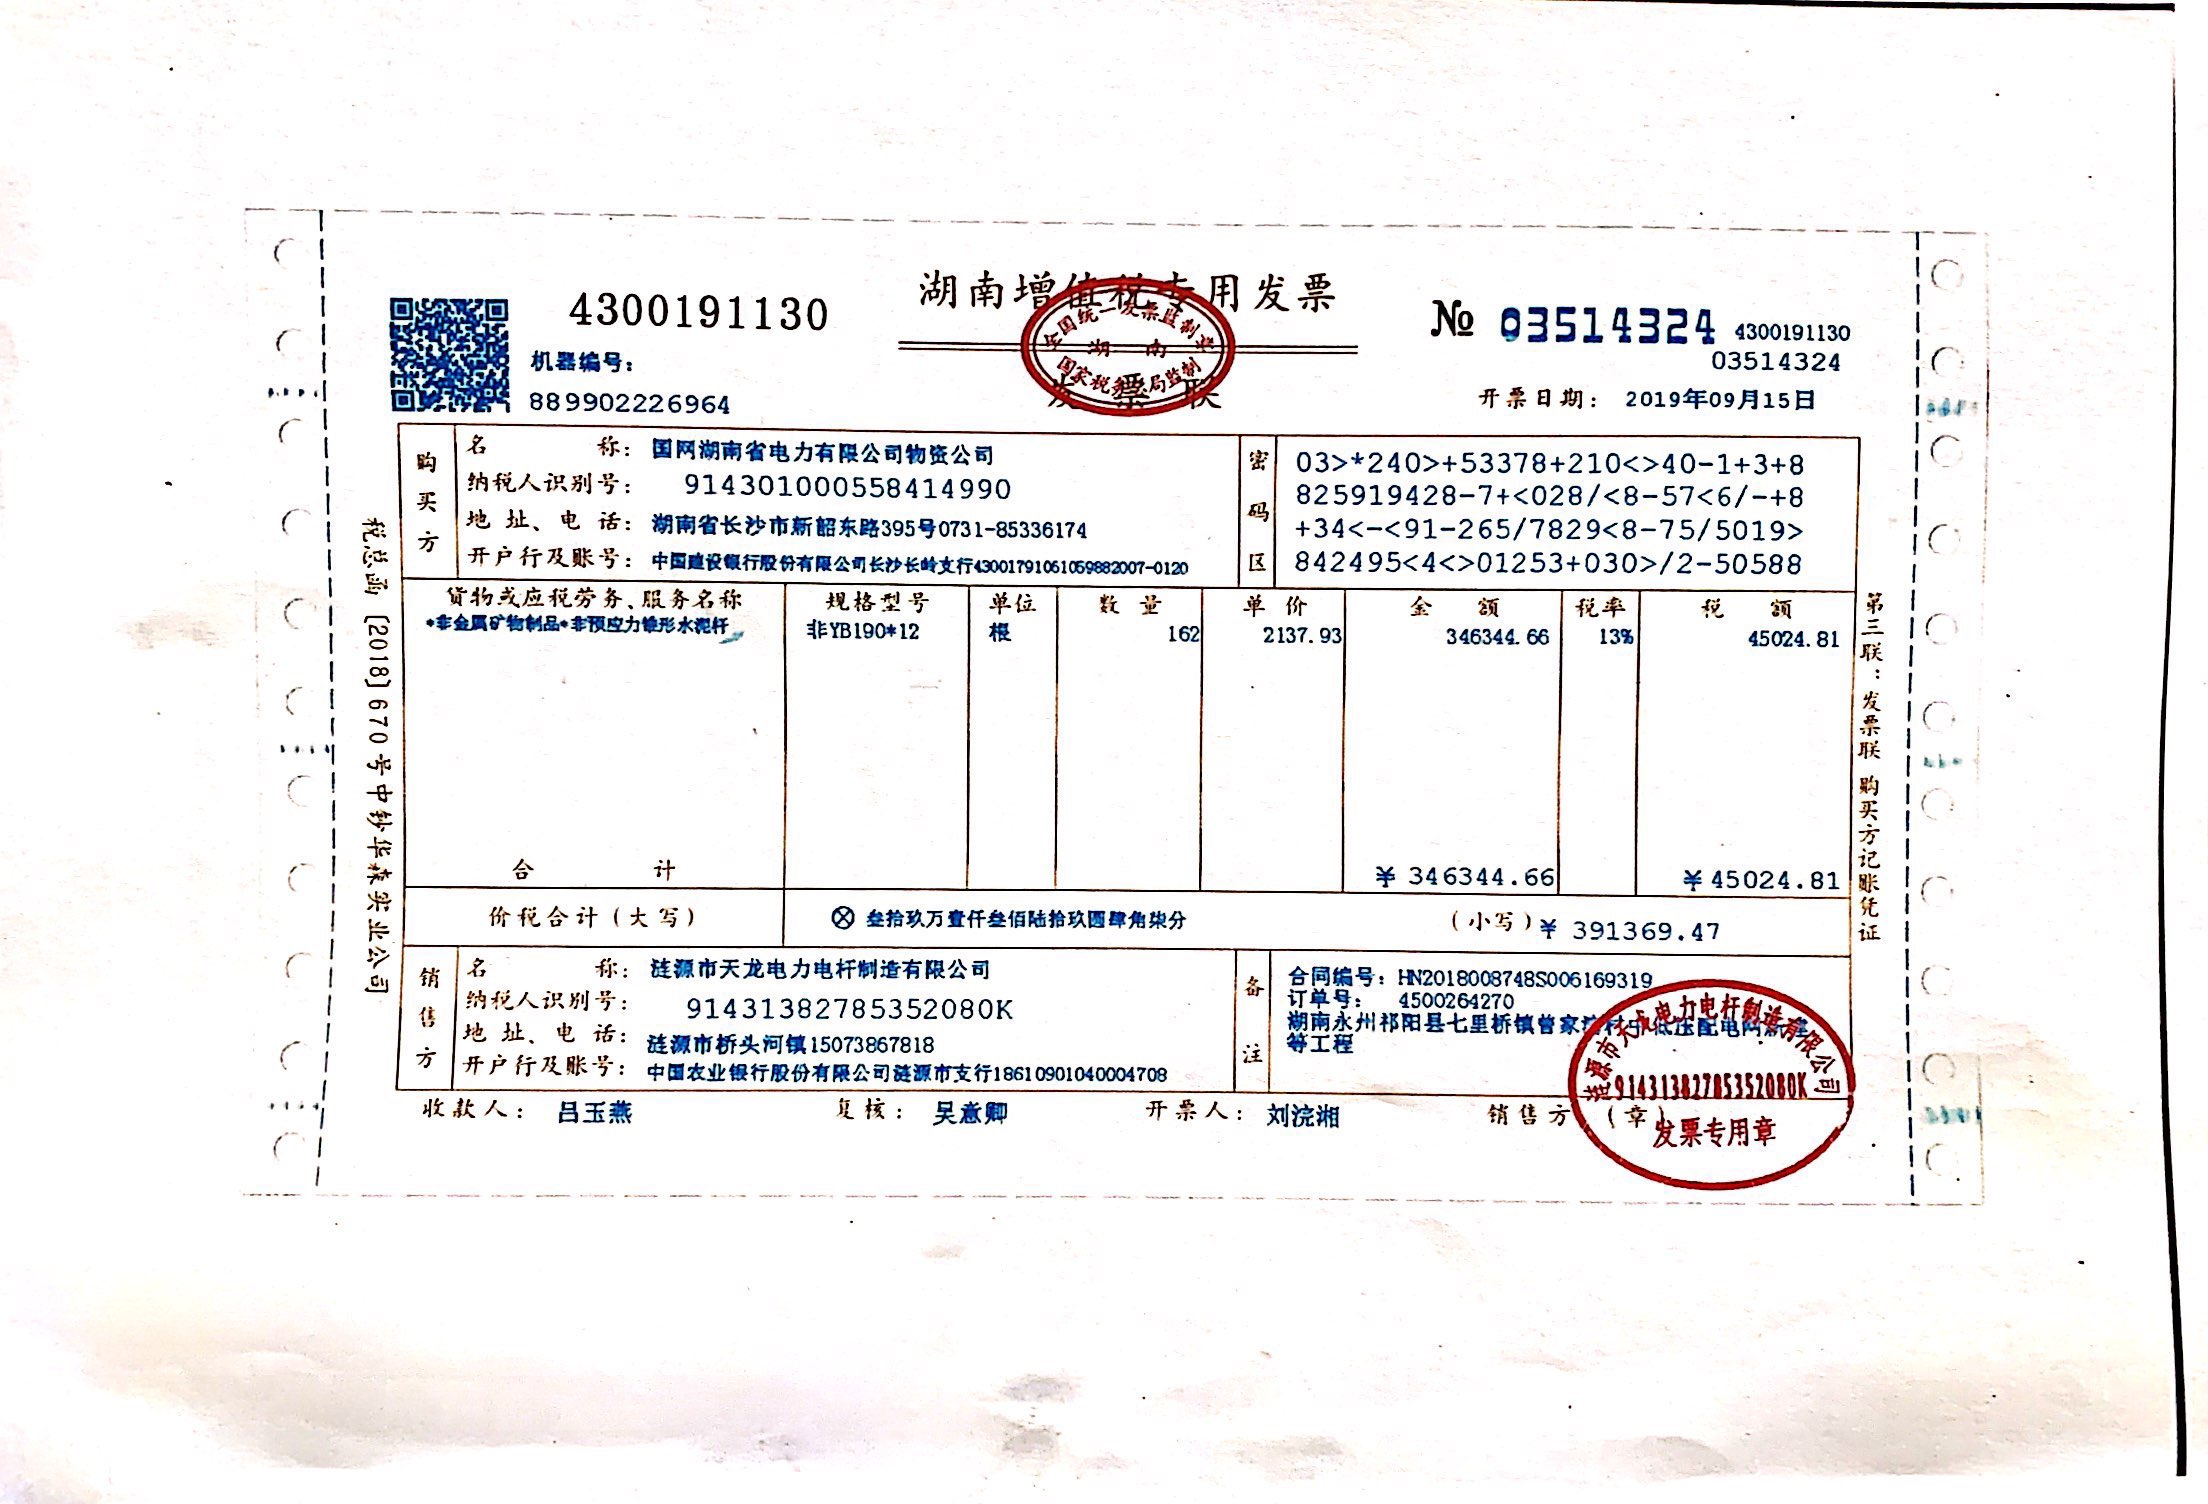 湖南增值税专用发票
发票联
全国统一发票监制章
湖南
国家税务总局监制
4300191130
机器编号：
889902226964
№ 03514324 4300191130
03514324
开票日期： 2019年09月15日
购买方
名称： 国网湖南省电力有限公司物资公司
纳税人识别号： 914301000558414990
地址、电话： 湖南省长沙市新韶东路395号0731-85336174
开户行及账号： 中国建设银行股份有限公司长沙长岭支行43001791061059882007-0120
密码区
03>*240>+53378+210<>40-1+3+8
825919428-7+<028/<8-57<6/-+8
+34<-<91-265/7829<8-75/5019>
842495<4<>01253+030>/2-50588
货物或应税劳务、服务名称 规格型号 单位 数量 单价 金额 税率 税额
*非金属矿物制品*非预应力锥形水泥杆 非YB190*12 根 162 2137.93 346344.66 13% 45024.81
合计 ¥346344.66 ¥45024.81
价税合计（大写） ⊗叁拾玖万壹仟叁佰陆拾玖圆肆角柒分 （小写）¥391369.47
销售方
名称： 涟源市天龙电力电杆制造有限公司
纳税人识别号： 91431382785352080K
地址、电话： 涟源市桥头河镇15073867818
开户行及账号： 中国农业银行股份有限公司涟源市支行18610901040004708
备注
合同编号：HN2018008748S006169319
订单号： 4500264270
湖南永州祁阳县七里桥镇曾家 村中低压配电网
等工程
收款人： 吕玉燕 复核： 吴意卿 开票人： 刘浣湘 销售方（章）
涟源市天龙电力电杆制造有限公司
91431382785352080K
发票专用章
税总函[2018]670号中钞华森实业公司
第三联：发票联 购买方记账凭证